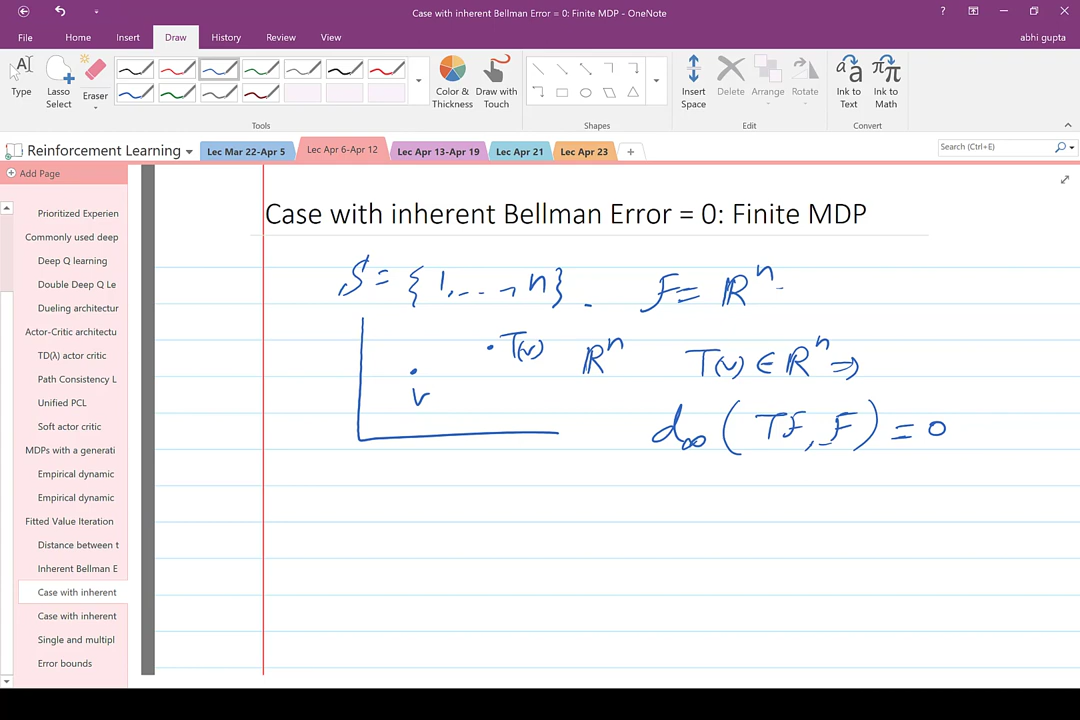 Case with inherent Bellman Error = 0: Finite MDP - OneNote
?
File Home Insert Draw History Review View
abhi gupta
Type
Lasso Select
Eraser
Color & Thickness
Draw with Touch
Insert Space
Delete
Arrange
Rotate
Ink to Text
Ink to Math
Tools Shapes Edit Convert
Reinforcement Learning
Lec Mar 22-Apr 5
Lec Apr 6-Apr 12
Lec Apr 13-Apr 19
Lec Apr 21
Lec Apr 23
+
Search (Ctrl+E)
Add Page
Prioritized Experien
Commonly used deep
Deep Q learning
Double Deep Q Le
Dueling architectur
Actor-Critic architectu
TD(λ) actor critic
Path Consistency L
Unified PCL
Soft actor critic
MDPs with a generati
Empirical dynamic
Empirical dynamic
Fitted Value Iteration
Distance between t
Inherent Bellman E
Case with inherent
Case with inherent
Single and multipl
Error bounds
Case with inherent Bellman Error = 0: Finite MDP
S = {1, ..., n}. F = ℝⁿ.
T(v) ℝⁿ T(v) ∈ ℝⁿ ⇒
v
d∞ (TF, F) = 0